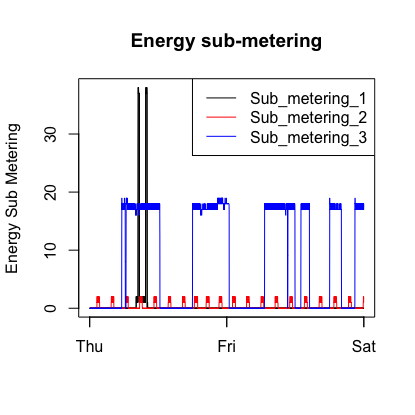 Energy sub-metering
Sub_metering_1
Sub_metering_2
Sub_metering_3
Energy Sub Metering
30
20
10
0
Thu Fri Sat